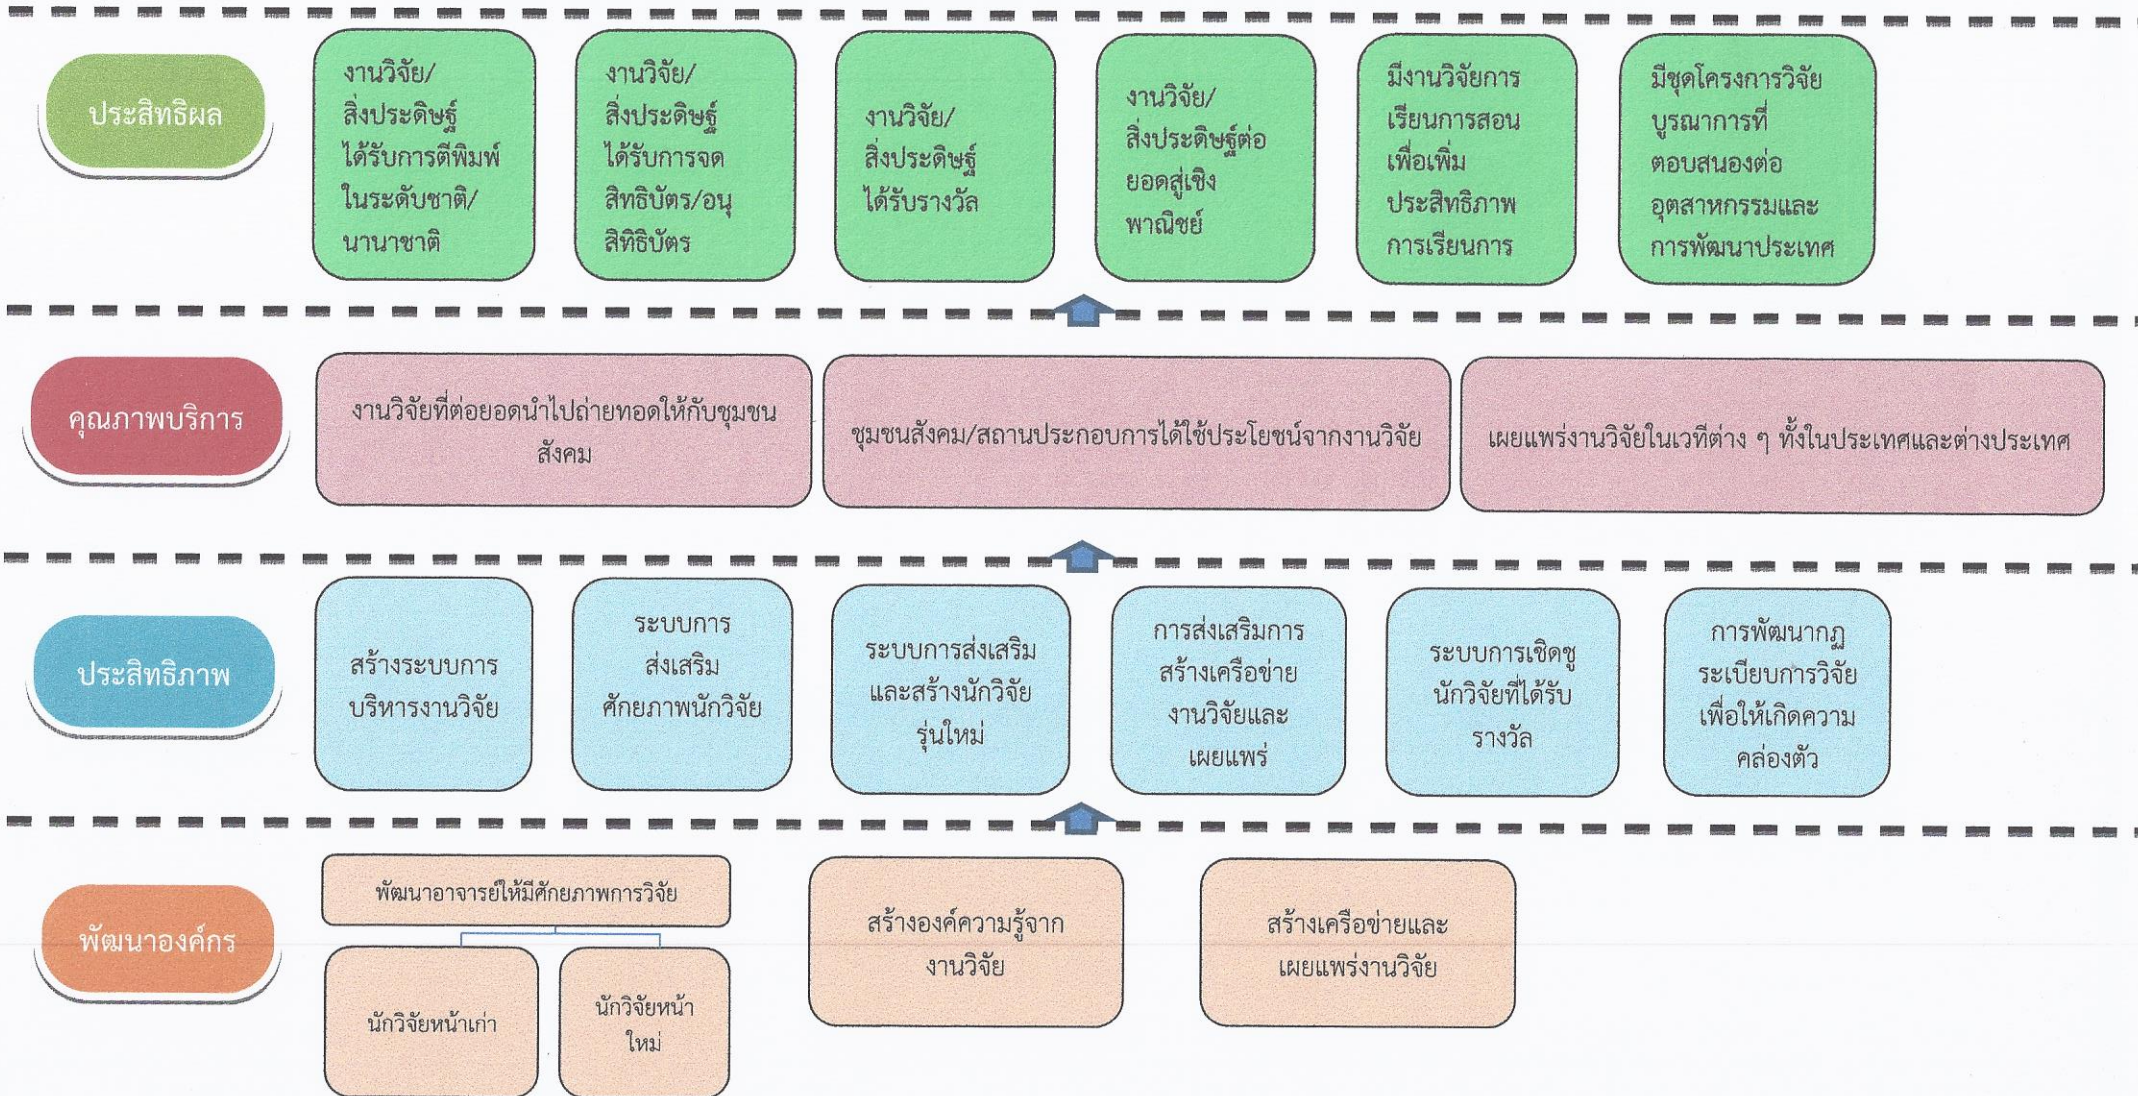 ประสิทธิผล
งานวิจัย/
สิ่งประดิษฐ์
ได้รับการตีพิมพ์
ในระดับชาติ/
นานาชาติ
งานวิจัย/
สิ่งประดิษฐ์
ได้รับการจด
สิทธิบัตร/อนุ
สิทิธิบัตร
งานวิจัย/
สิ่งประดิษฐ์
ได้รับรางวัล
งานวิจัย/
สิ่งประดิษฐ์ต่อ
ยอดสู่เชิง
พาณิชย์
มีงานวิจัยการ
เรียนการสอน
เพื่อเพิ่ม
ประสิทธิภาพ
การเรียนการ
มีชุดโครงการวิจัย
บูรณาการที่
ตอบสนองต่อ
อุตสาหกรรมและ
การพัฒนาประเทศ
คุณภาพบริการ
งานวิจัยที่ต่อยอดนำไปถ่ายทอดให้กับชุมชน
สังคม
ชุมชนสังคม/สถานประกอบการได้ใช้ประโยชน์จากงานวิจัย
เผยแพร่งานวิจัยในเวทีต่าง ๆ ทั้งในประเทศและต่างประเทศ
ประสิทธิภาพ
สร้างระบบการ
บริหารงานวิจัย
ระบบการ
ส่งเสริม
ศักยภาพนักวิจัย
ระบบการส่งเสริม
และสร้างนักวิจัย
รุ่นใหม่
การส่งเสริมการ
สร้างเครือข่าย
งานวิจัยและ
เผยแพร่
ระบบการเชิดชู
นักวิจัยที่ได้รับ
รางวัล
การพัฒนากฏ
ระเบียบการวิจัย
เพื่อให้เกิดความ
คล่องตัว
พัฒนาองค์กร
พัฒนาอาจารย์ให้มีศักยภาพการวิจัย
นักวิจัยหน้าเก่า
นักวิจัยหน้า
ใหม่
สร้างองค์ความรู้จาก
งานวิจัย
สร้างเครือข่ายและ
เผยแพร่งานวิจัย